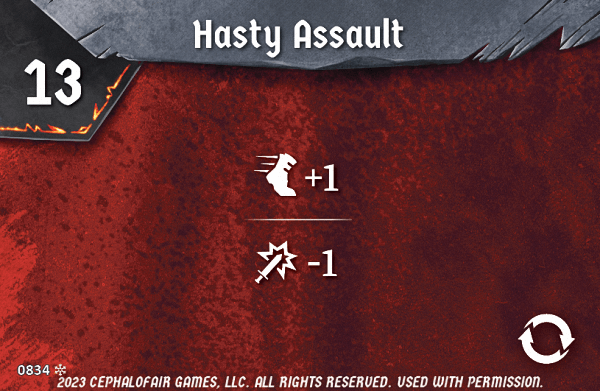 Hasty Assault
13
+1
-1
0834
2023 CEPHALOFAIR GAMES, LLC. ALL RIGHTS RESERVED. USED WITH PERMISSION.